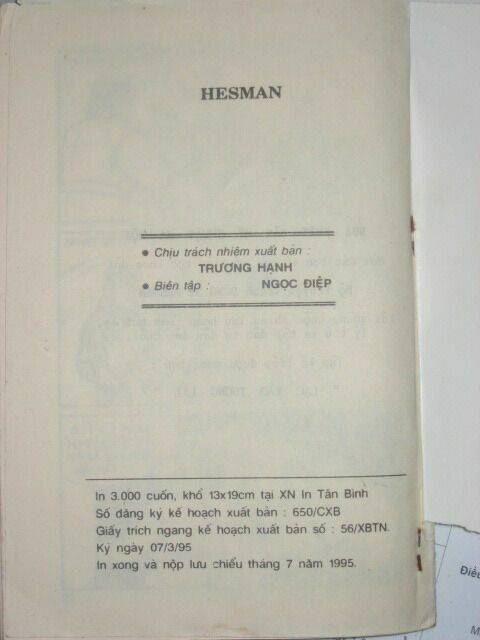 HESMAN
• Chịu trách nhiệm xuất bản :
TRƯƠNG HẠNH
• Biên tập : NGỌC ĐIỆP
In 3.000 cuốn, khổ 13x19cm tại XN In Tân Bình
Số đăng ký kế hoạch xuất bản : 650/CXB
Giấy trích ngang kế hoạch xuất bản số : 56/XBTN.
Ký ngày 07/3/95
In xong và nộp lưu chiểu tháng 7 năm 1995.
Điều
M